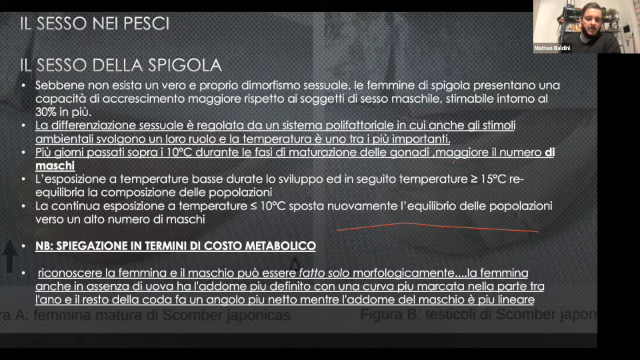 IL SESSO NEI PESCI
Matteo Baldini
IL SESSO DELLA SPIGOLA
• Sebbene non esista un vero e proprio dimorfismo sessuale, le femmine di spigola presentano una
capacità di accrescimento maggiore rispetto ai soggetti di sesso maschile, stimabile intorno al
30% in più.
• La differenziazione sessuale è regolata da un sistema polifattoriale in cui anche gli stimoli
ambientali svolgono un loro ruolo e la temperatura è uno tra i più importanti.
• Più giorni passati sopra i 10°C durante le fasi di maturazione delle gonadi ,maggiore il numero di
maschi
• L'esposizione a temperature basse durate lo sviluppo ed in seguito temperature ≥ 15°C re-
equilibria la composizione delle popolazioni
• La continua esposizione a temperature ≤ 10°C sposta nuovamente l'equilibrio delle popolazioni
verso un alto numero di maschi
• NB: SPIEGAZIONE IN TERMINI DI COSTO METABOLICO
• riconoscere la femmina e il maschio può essere fatto solo morfologicamente....la femmina
anche in assenza di uova ha l'addome piu definito con una curva piu marcata nella parte tra
l'ano e il resto della coda fa un angolo piu netto mentre l'addome del maschio è piu lineare
ra A: femmina matura di Scomber japonicas
Figura B: testicoli di Scomber japon